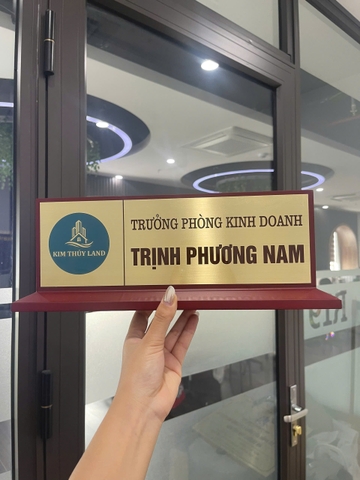 KIM THỦY LAND
TRƯỞNG PHÒNG KINH DOANH
TRỊNH PHƯƠNG NAM